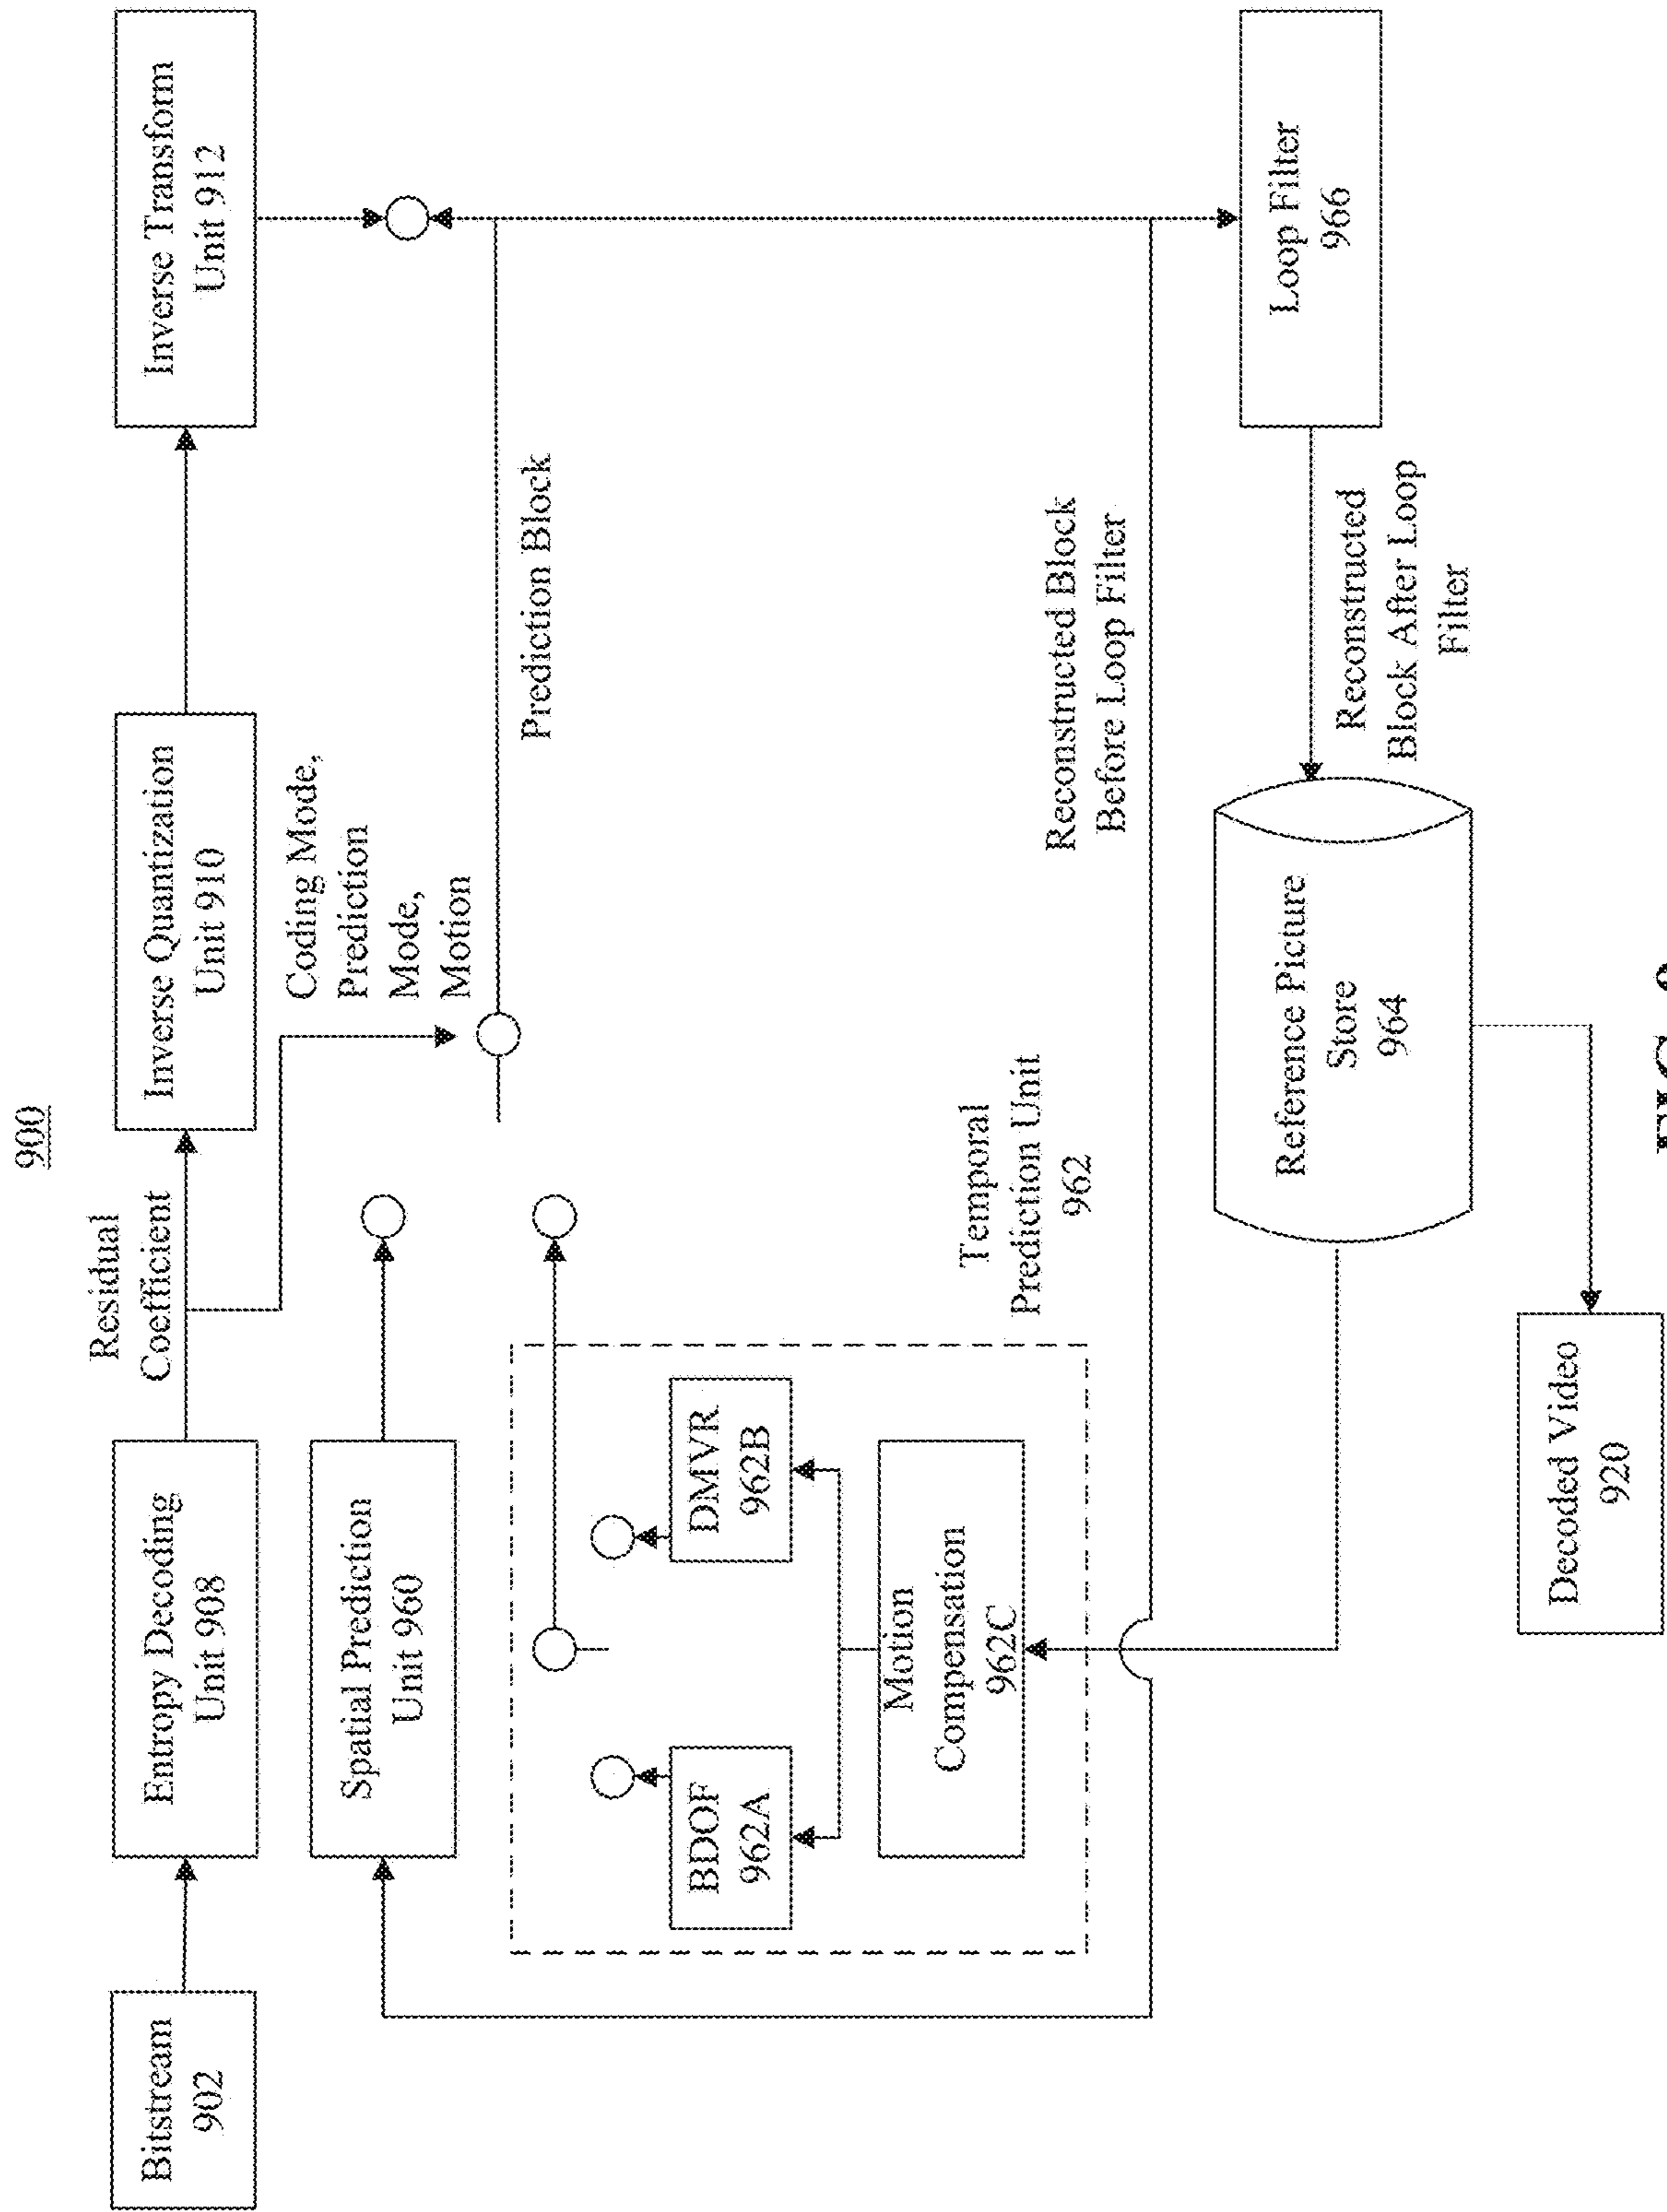 900
Bitstream
902
Entropy Decoding
Unit 908
Residual
Coefficient
Inverse Quantization
Unit 910
Inverse Transform
Unit 912
Coding Mode,
Prediction
Mode,
Motion
Spatial Prediction
Unit 960
Prediction Block
BDOF
962A
DMVR
962B
Motion
Compensation
962C
Temporal
Prediction Unit
962
Reconstructed Block
Before Loop Filter
Loop Filter
966
Reconstructed
Block After Loop
Filter
Reference Picture
Store
964
Decoded Video
920